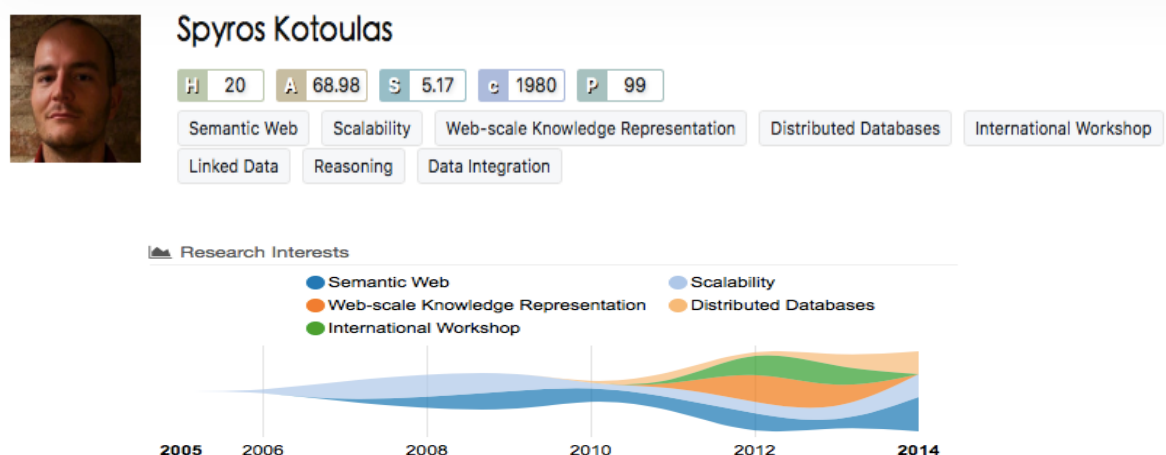 Spyros Kotoulas
H 20 A 68.98 S 5.17 c 1980 P 99
Semantic Web Scalability Web-scale Knowledge Representation Distributed Databases International Workshop
Linked Data Reasoning Data Integration
Research Interests
Semantic Web Scalability
Web-scale Knowledge Representation Distributed Databases
International Workshop
2005 2006 2008 2010 2012 2014